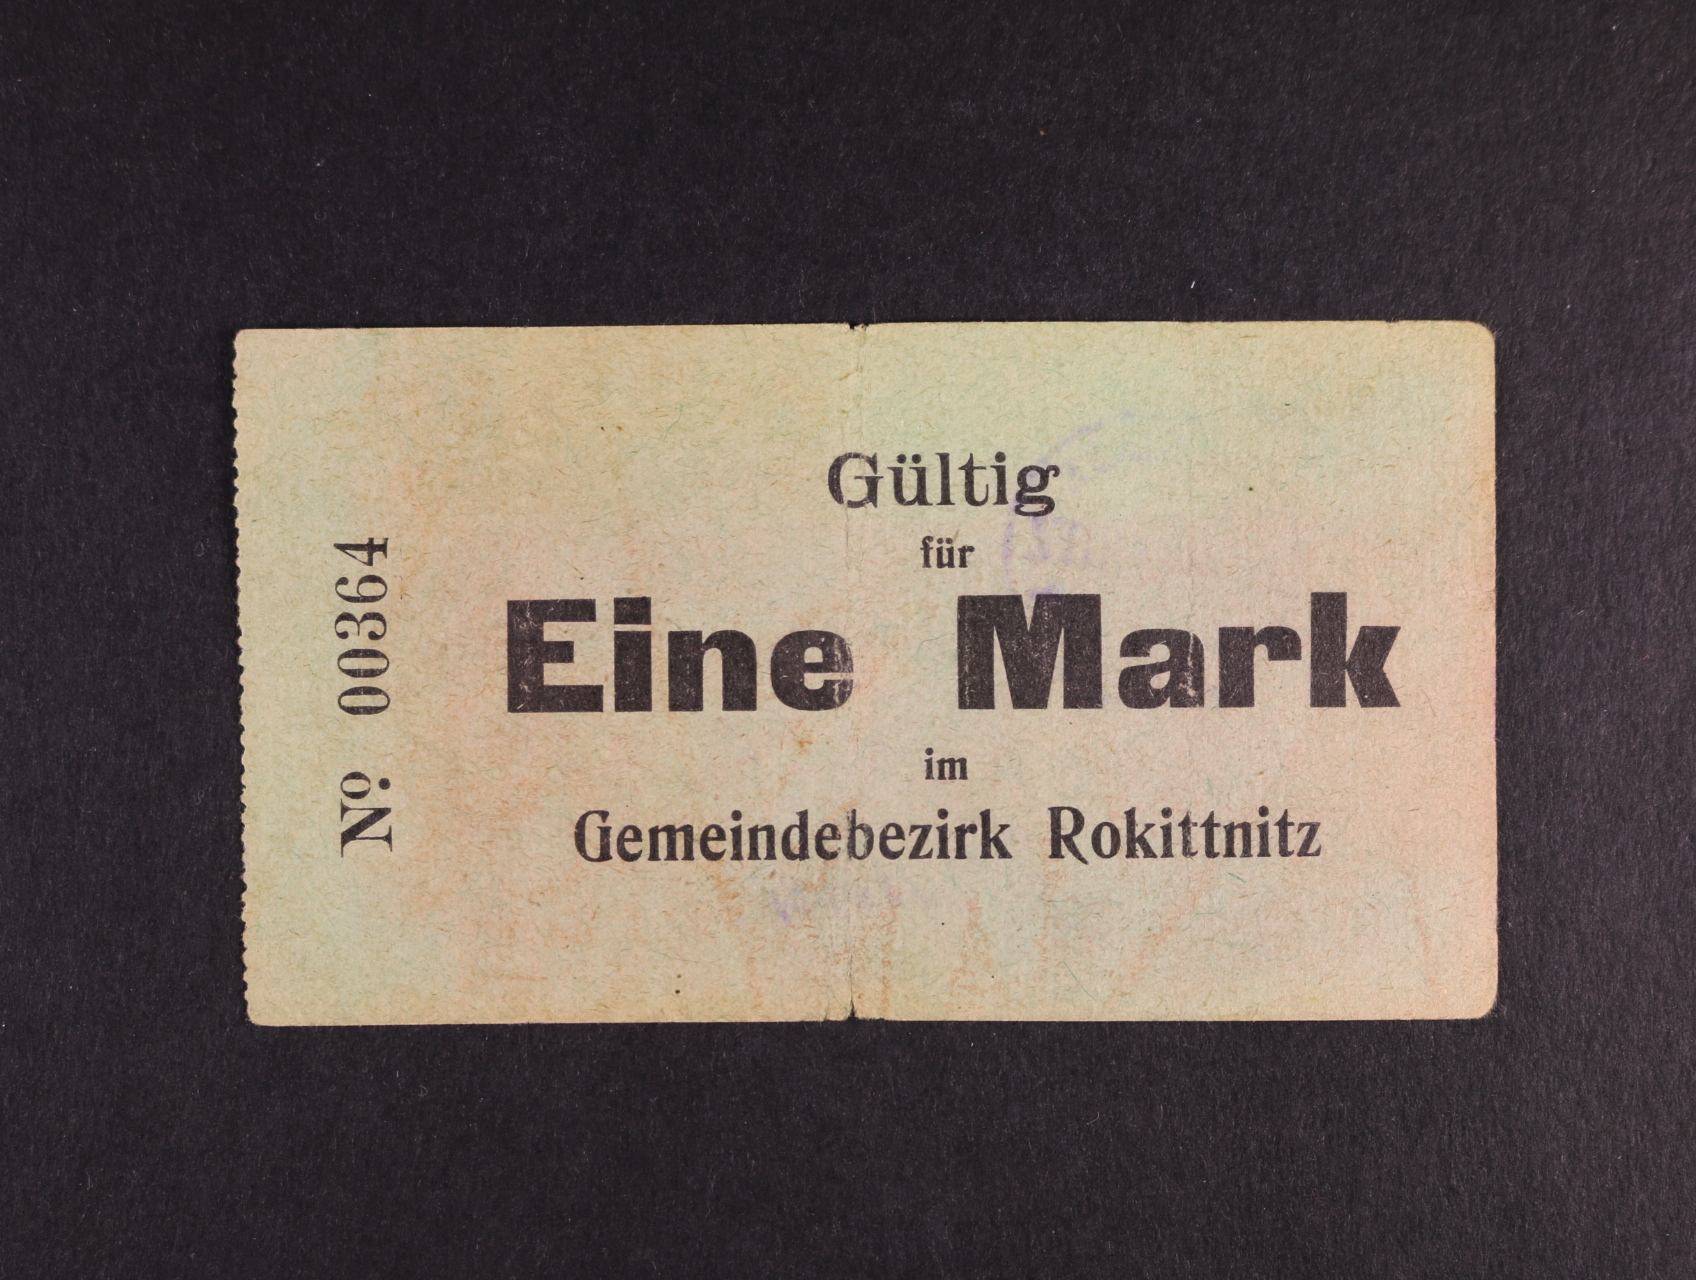 Gültig
für
Eine Mark
im
Gemeindebezirk Rokittnitz
No. 00364